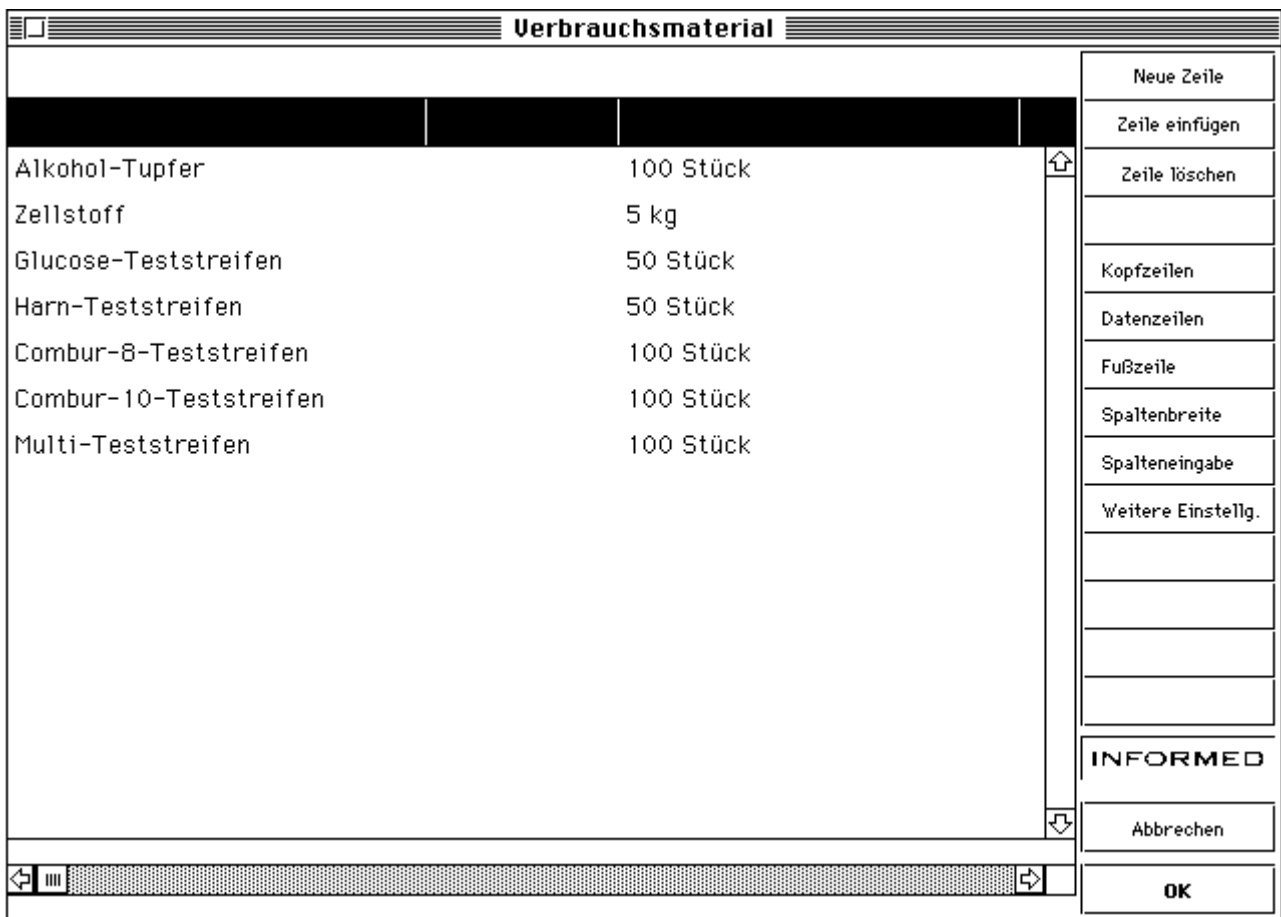 Verbrauchsmaterial
Alkohol-Tupfer 100 Stück
Zellstoff 5 kg
Glucose-Teststreifen 50 Stück
Harn-Teststreifen 50 Stück
Combur-8-Teststreifen 100 Stück
Combur-10-Teststreifen 100 Stück
Multi-Teststreifen 100 Stück
Neue Zeile
Zeile einfügen
Zeile löschen
Kopfzeilen
Datenzeilen
Fußzeile
Spaltenbreite
Spalteneingabe
Weitere Einstellg.
INFORMED
Abbrechen
OK